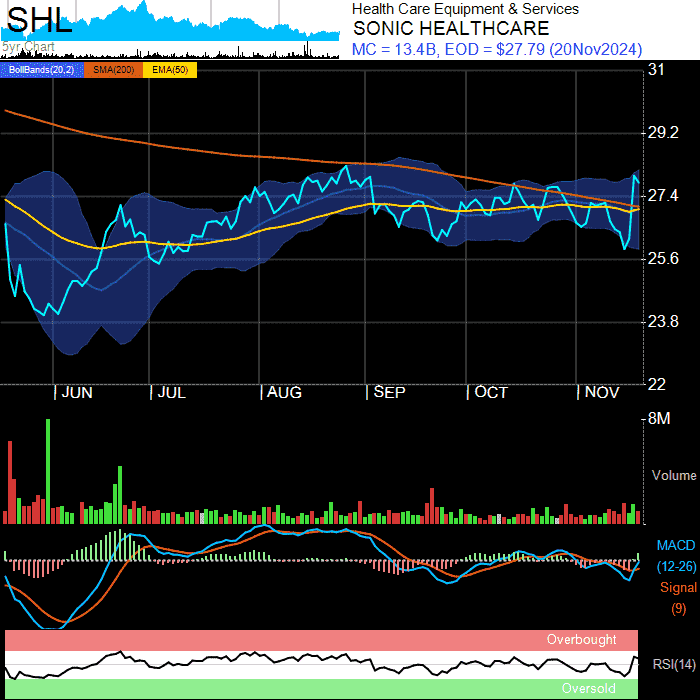 SHL
5yr Chart
Health Care Equipment & Services
SONIC HEALTHCARE
MC = 13.4B, EOD = $27.79 (20Nov2024)
BollBands(20,2) SMA(200) EMA(50)
31
29.2
27.4
25.6
23.8
22
JUN JUL AUG SEP OCT NOV
8M
Volume
MACD
(12-26)
Signal
(9)
Overbought
RSI(14)
Oversold